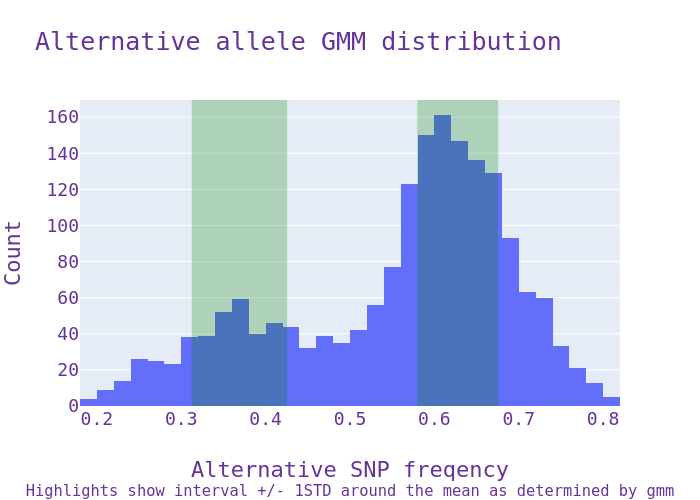 Alternative allele GMM distribution
160
140
120
100
80
60
40
20
0
Count
0.2 0.3 0.4 0.5 0.6 0.7 0.8
Alternative SNP freqency
Highlights show interval +/- 1STD around the mean as determined by gmm